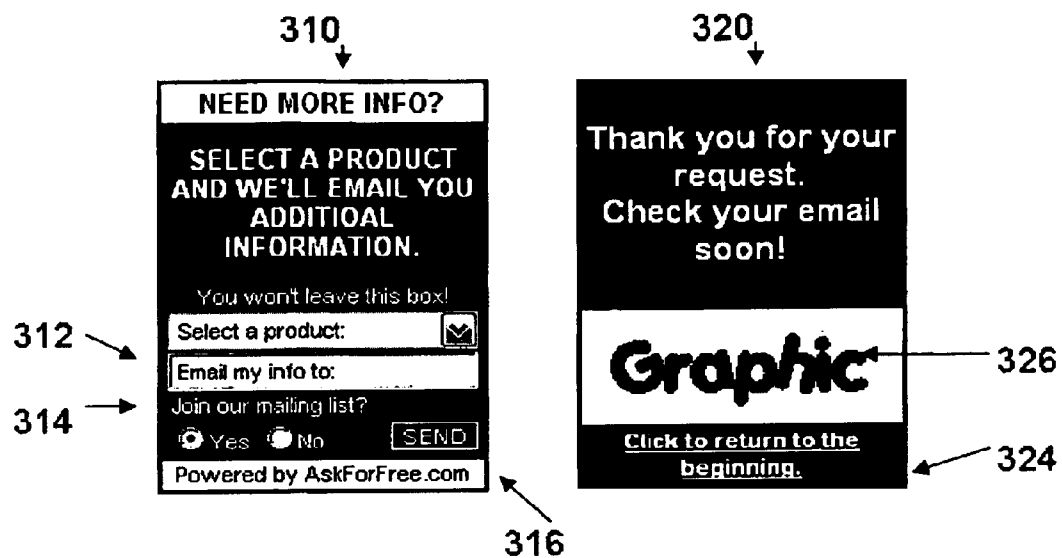 310
NEED MORE INFO?
SELECT A PRODUCT
AND WE'LL EMAIL YOU
ADDITIOAL
INFORMATION.
You won't leave this box!
Select a product:
Email my info to:
Join our mailing list?
Yes No SEND
Powered by AskForFree.com
312
314
316
320
Thank you for your
request.
Check your email
soon!
Graphic
Click to return to the
beginning.
326
324